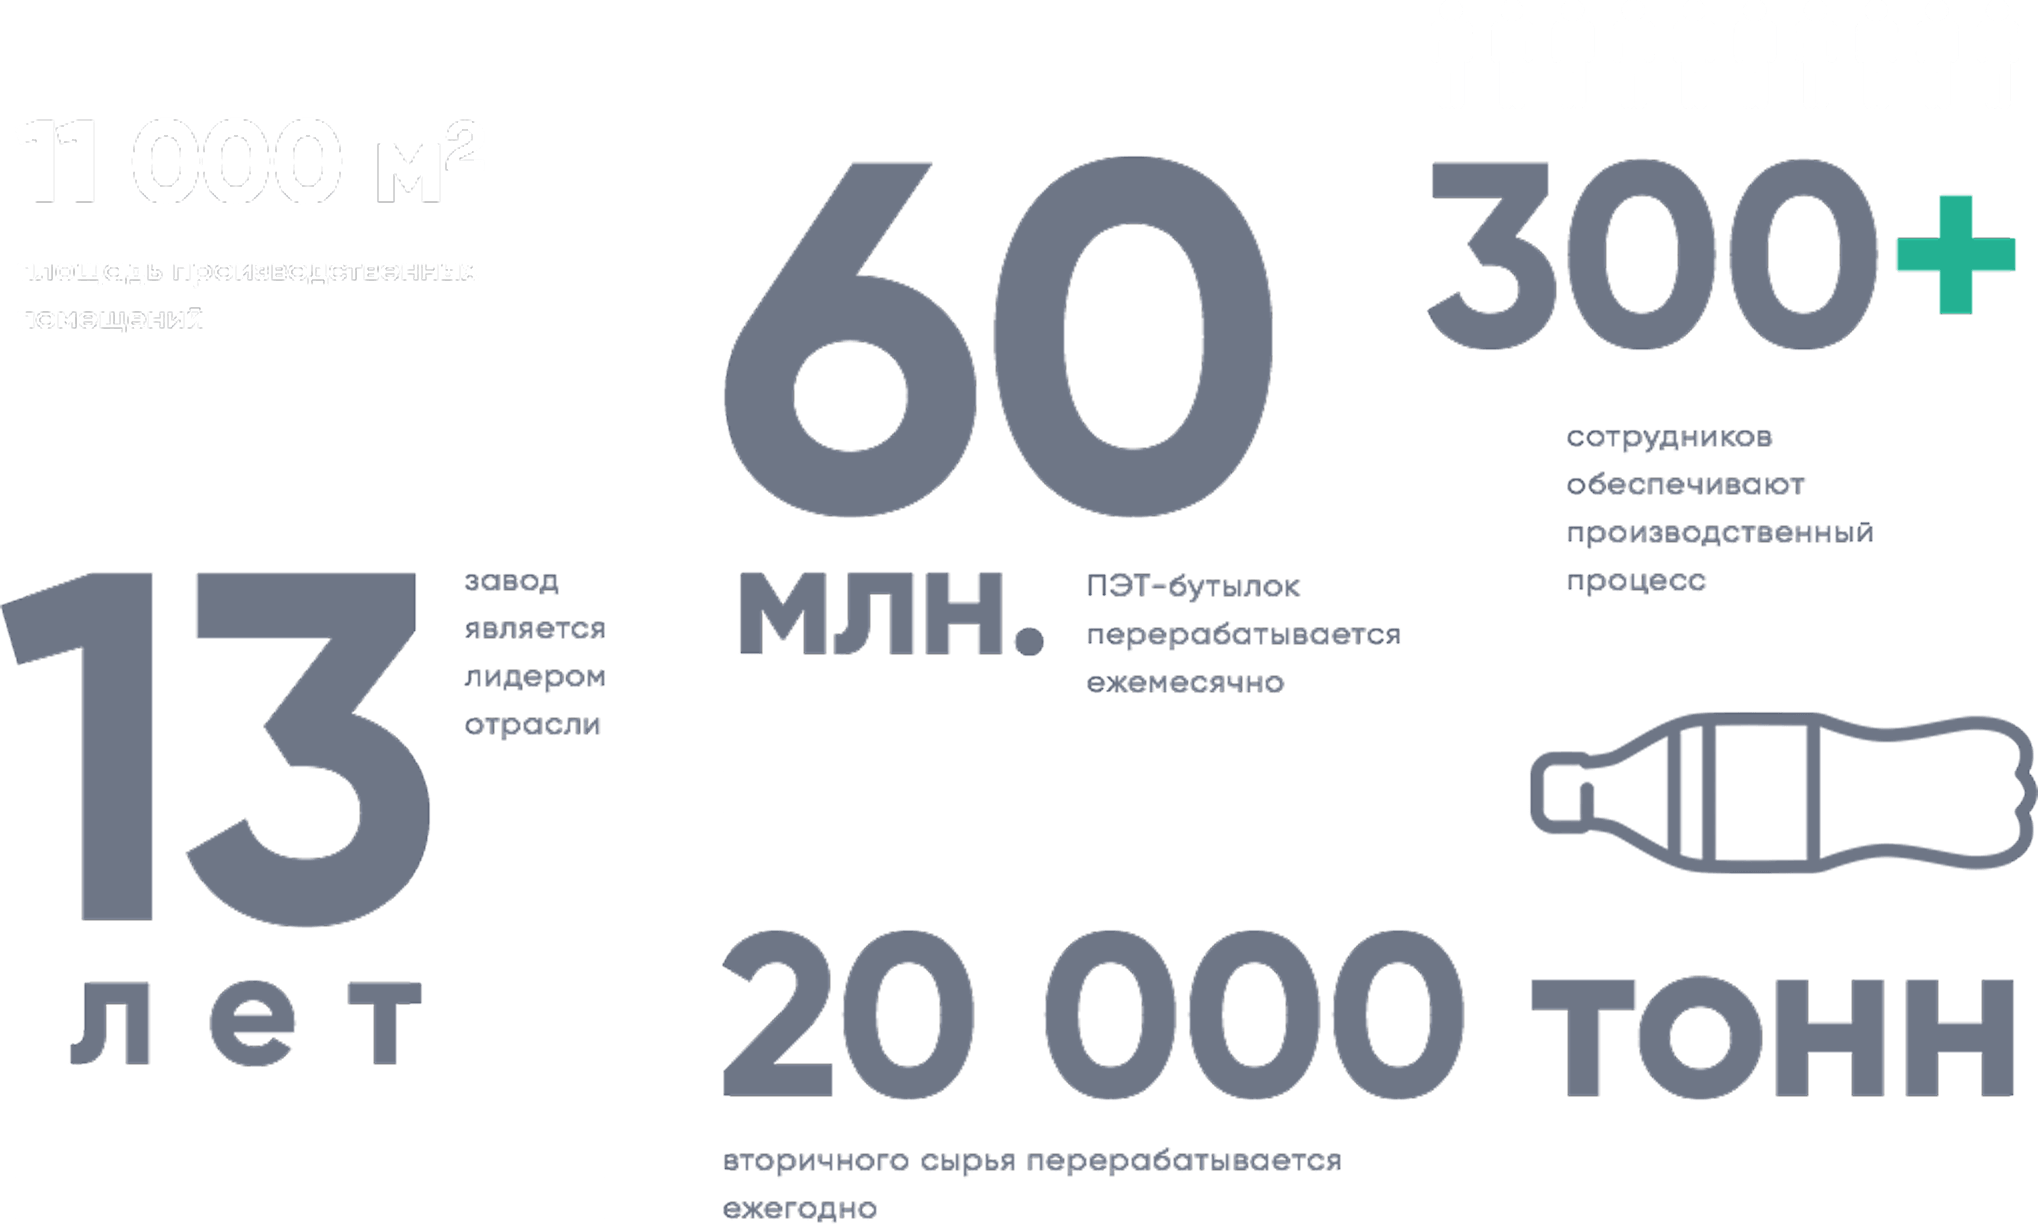 11 000 м²
площадь производственных
помещений
60
млн.
ПЭТ-бутылок
перерабатывается
ежемесячно
300+
сотрудников
обеспечивают
производственный
процесс
13
лет
завод
является
лидером
отрасли
20 000 тонн
вторичного сырья перерабатывается
ежегодно